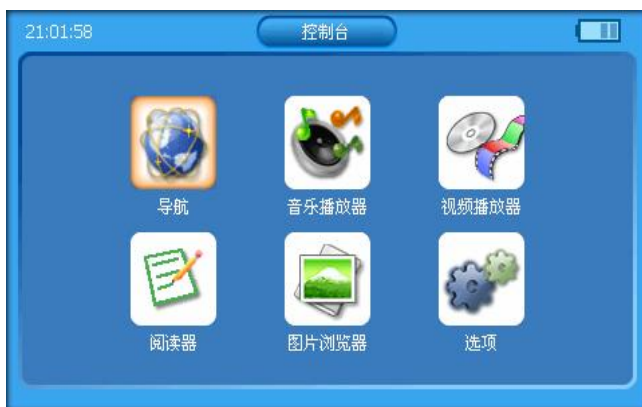 21:01:58
控制台
导航
音乐播放器
视频播放器
阅读器
图片浏览器
选项